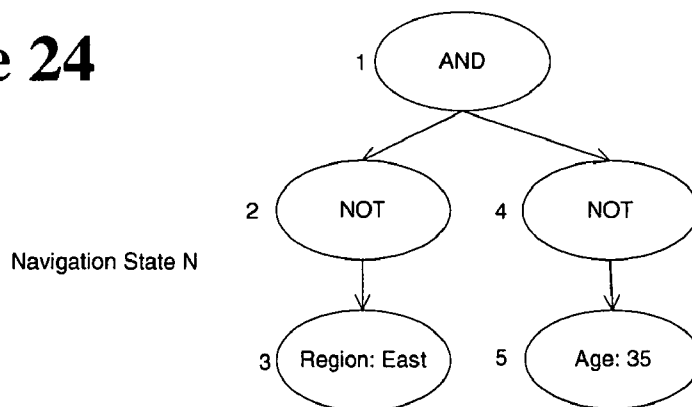 e 24
1 AND
2 NOT 4 NOT
Navigation State N
3 Region: East 5 Age: 35